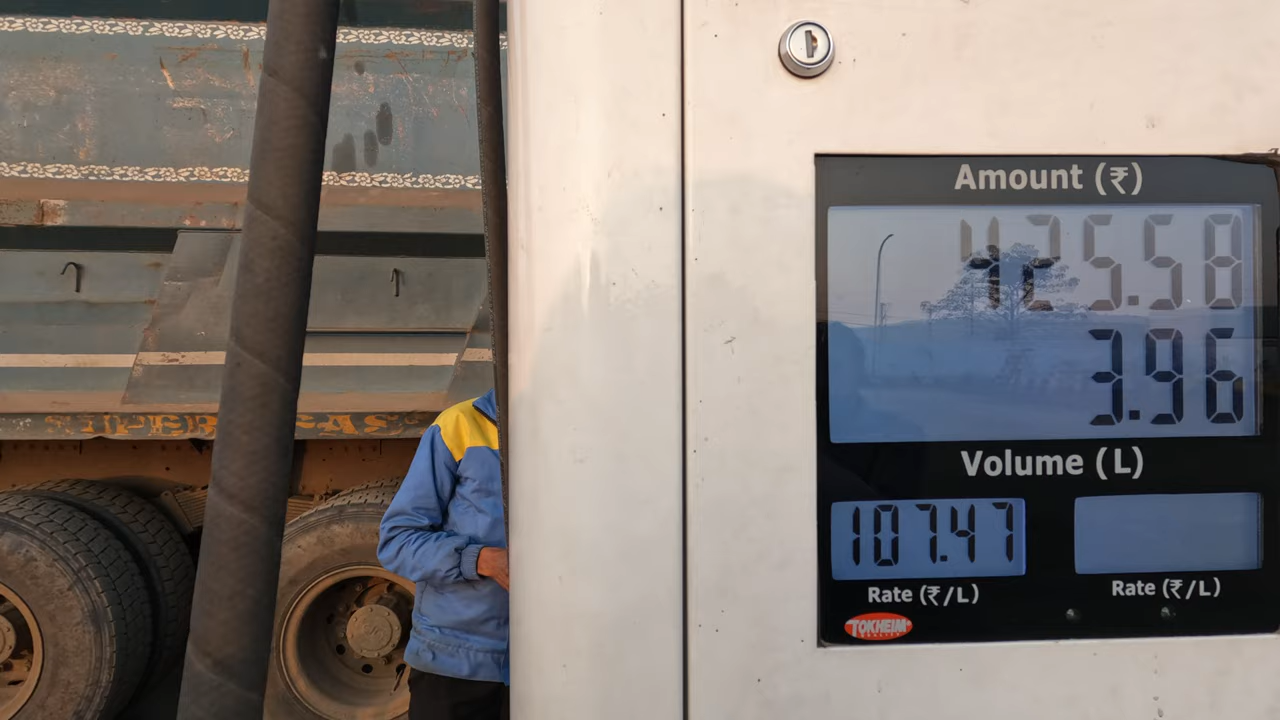 Amount (₹)
425.58
3.96
Volume (L)
107.47
Rate (₹/L)
Rate (₹/L)
TOKHEIM